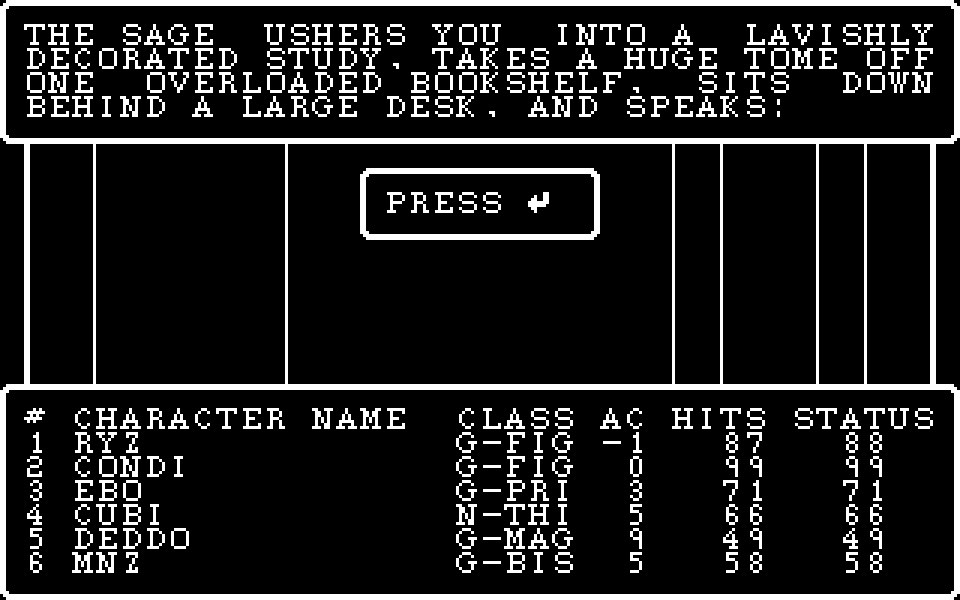 THE SAGE USHERS YOU INTO A LAVISHLY
DECORATED STUDY, TAKES A HUGE TOME OFF
ONE OVERLOADED BOOKSHELF, SITS DOWN
BEHIND A LARGE DESK, AND SPEAKS:
PRESS ↵
# CHARACTER NAME CLASS AC HITS STATUS
1 RYZ G-FIG -1 87 88
2 CONDI G-FIG 0 99 99
3 EBO G-PRI 3 71 71
4 CUBI N-THI 5 66 66
5 DEDDO G-MAG 9 49 49
6 MNZ G-BIS 5 58 58